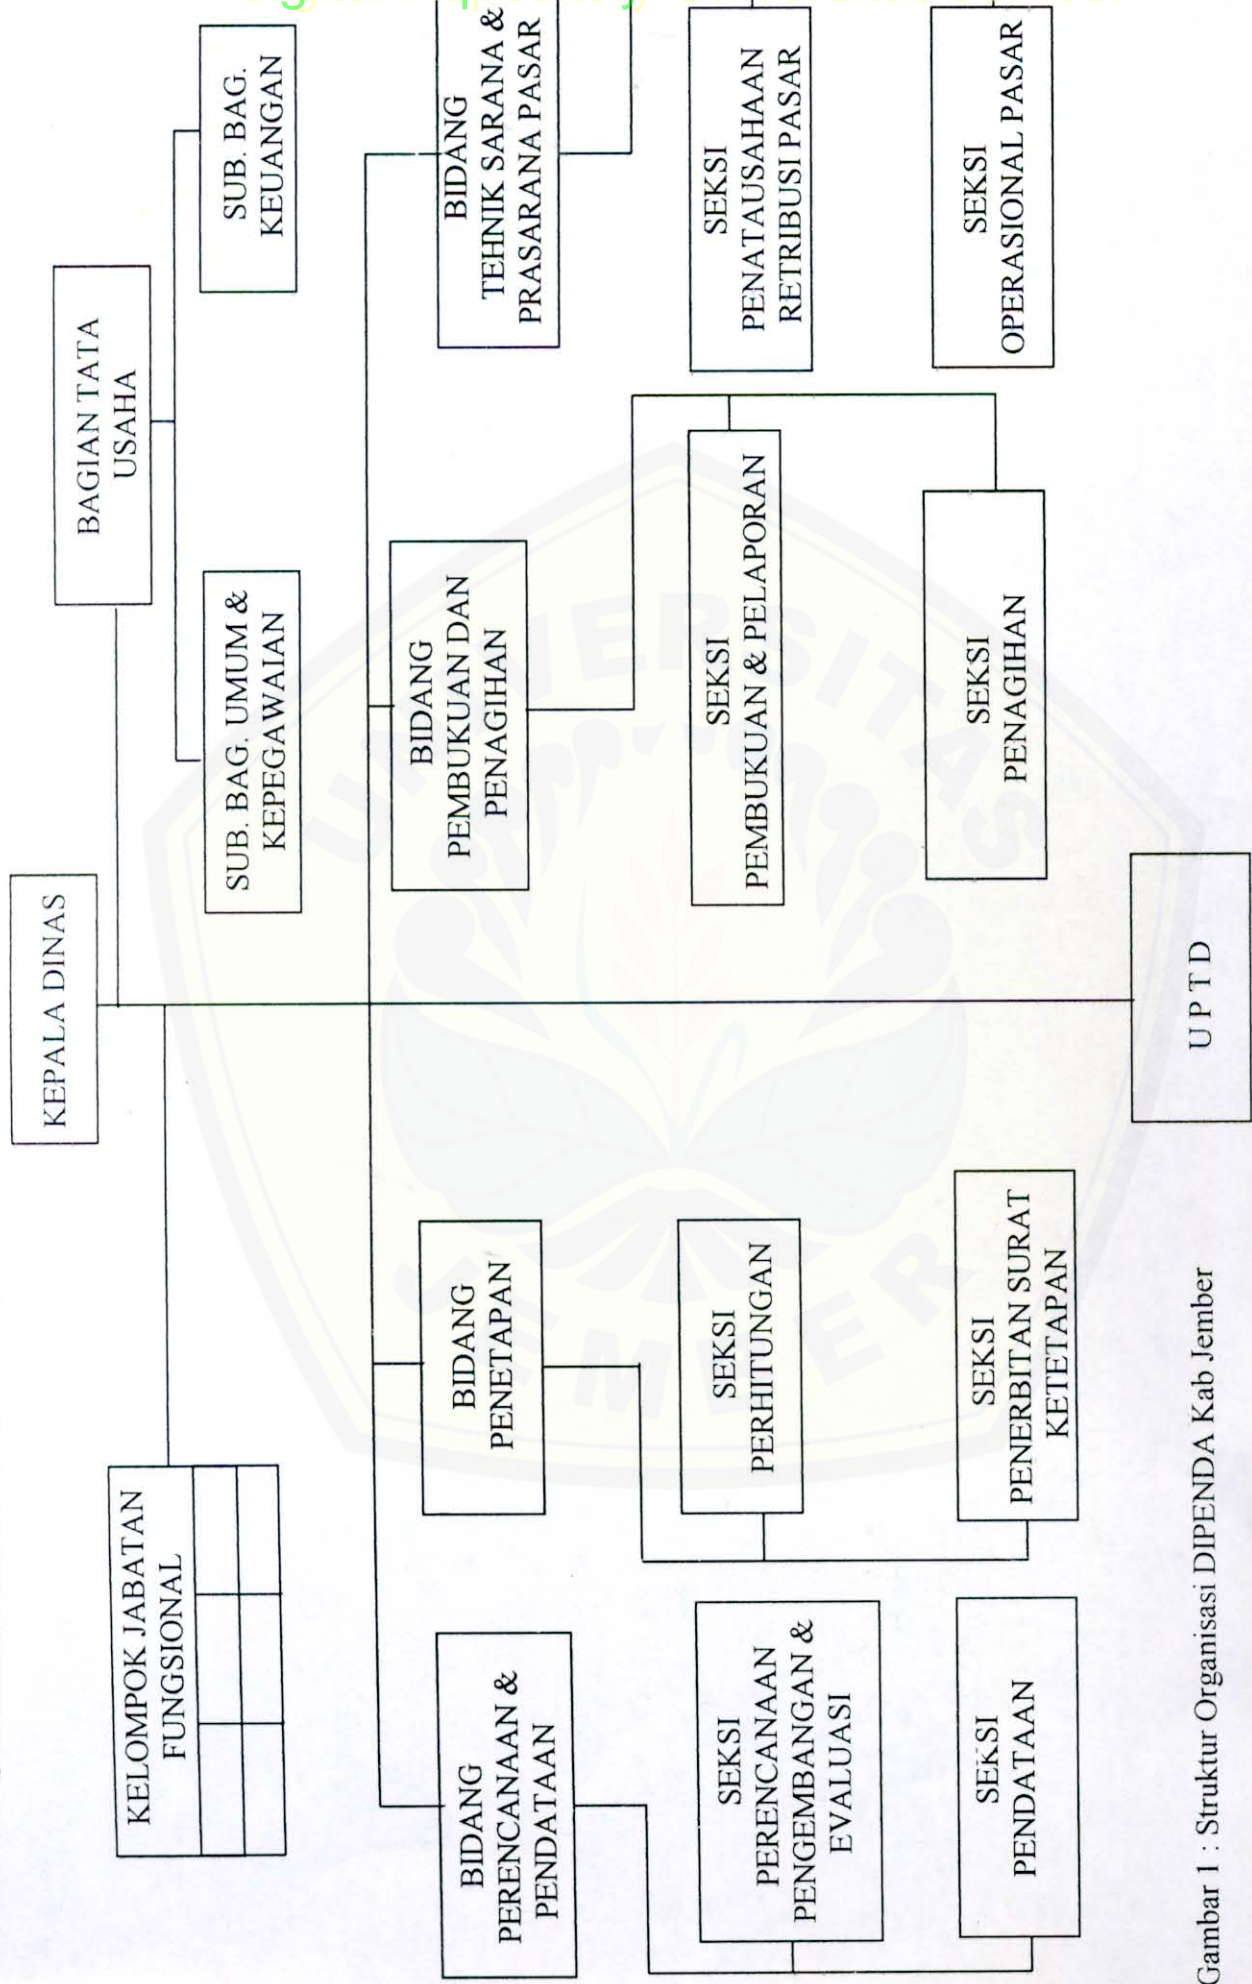 KEPALA DINAS
BAGIAN TATA
USAHA
KELOMPOK JABATAN
FUNGSIONAL
SUB. BAG. UMUM &
KEPEGAWAIAN
SUB. BAG.
KEUANGAN
BIDANG
PERENCANAAN &
PENDATAAN
BIDANG
PENETAPAN
BIDANG
PEMBUKUAN DAN
PENAGIHAN
BIDANG
TEHNIK SARANA &
PRASARANA PASAR
SEKSI
PERENCANAAN
PENGEMBANGAN &
EVALUASI
SEKSI
PERHITUNGAN
SEKSI
PEMBUKUAN & PELAPORAN
SEKSI
PENATAUSAHAAN
RETRIBUSI PASAR
SEKSI
PENDATAAN
SEKSI
PENERBITAN SURAT
KETETAPAN
SEKSI
PENAGIHAN
SEKSI
OPERASIONAL PASAR
U P T D
Gambar 1 : Struktur Organisasi DIPENDA Kab Jember
UNIVERSITAS
JEMBER